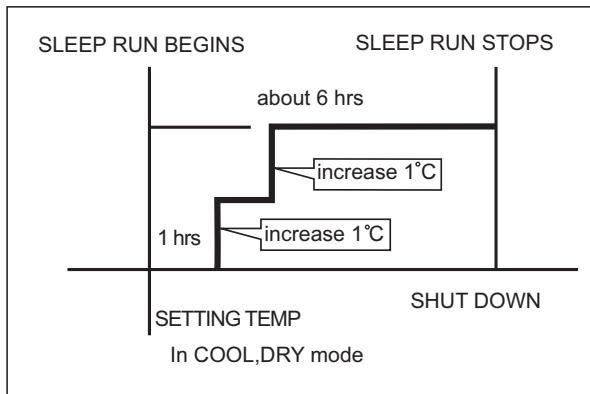 SLEEP RUN BEGINS
SLEEP RUN STOPS
about 6 hrs
increase 1°C
1 hrs
increase 1°C
SETTING TEMP
SHUT DOWN
In COOL,DRY mode